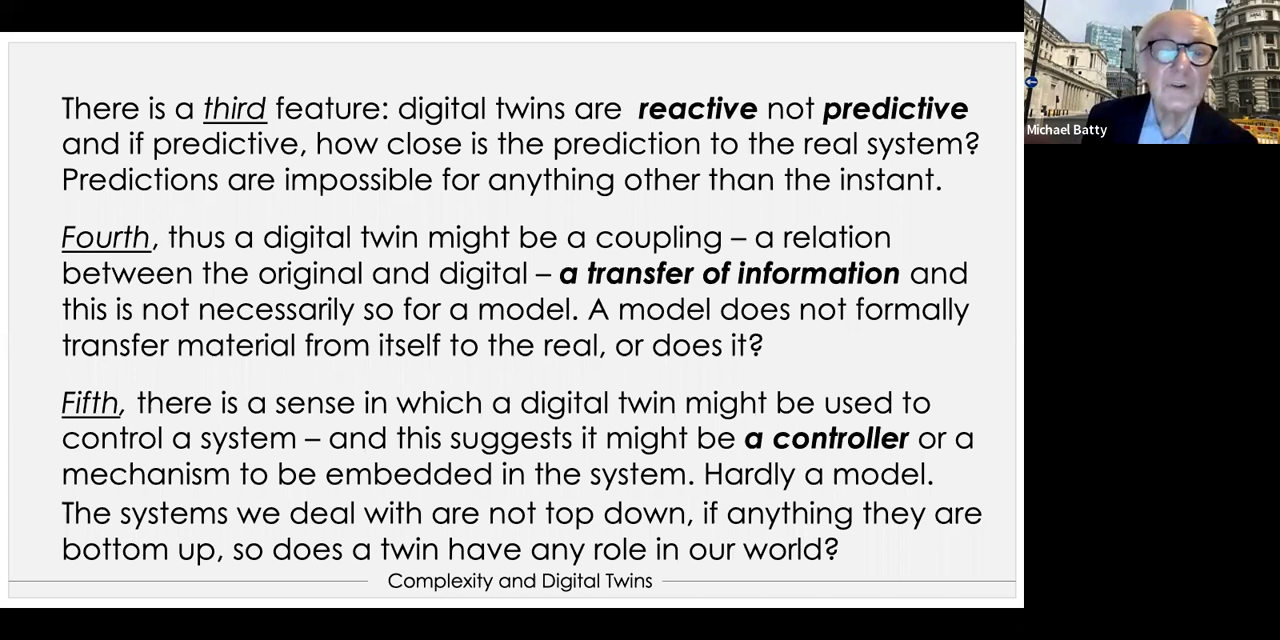 There is a third feature: digital twins are reactive not predictive
and if predictive, how close is the prediction to the real system?
Predictions are impossible for anything other than the instant.
Fourth, thus a digital twin might be a coupling – a relation
between the original and digital – a transfer of information and
this is not necessarily so for a model. A model does not formally
transfer material from itself to the real, or does it?
Fifth, there is a sense in which a digital twin might be used to
control a system – and this suggests it might be a controller or a
mechanism to be embedded in the system. Hardly a model.
The systems we deal with are not top down, if anything they are
bottom up, so does a twin have any role in our world?
Complexity and Digital Twins
Michael Batty